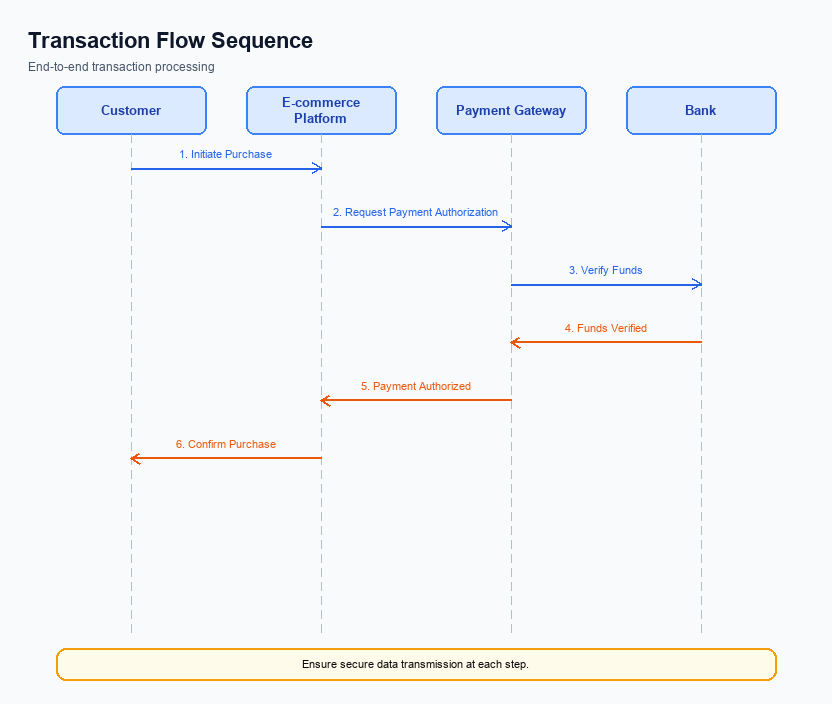 Transaction Flow Sequence
End-to-end transaction processing
Customer
E-commerce
Platform
Payment Gateway
Bank
1. Initiate Purchase
2. Request Payment Authorization
3. Verify Funds
4. Funds Verified
5. Payment Authorized
6. Confirm Purchase
Ensure secure data transmission at each step.